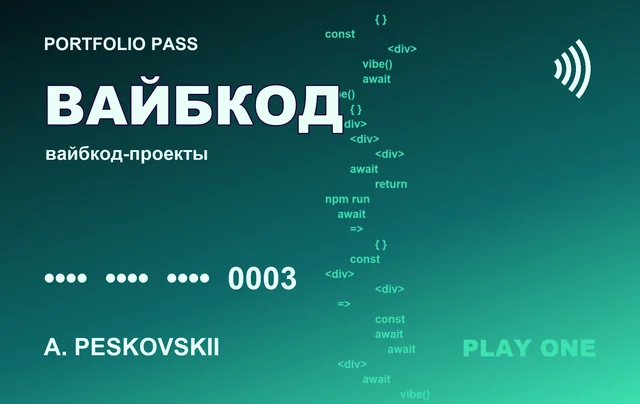 { }
const
PORTFOLIO PASS
<div>
vibe()
await
ВАЙБКОД
{ }
<div>
вайбкод-проекты
<div>
await
return
npm run
await
=>
{ }
const
<div>
•••• •••• •••• 0003
<div>
=>
const
await
A. PESKOVSKII
await
PLAY ONE
<div>
await
vibe()